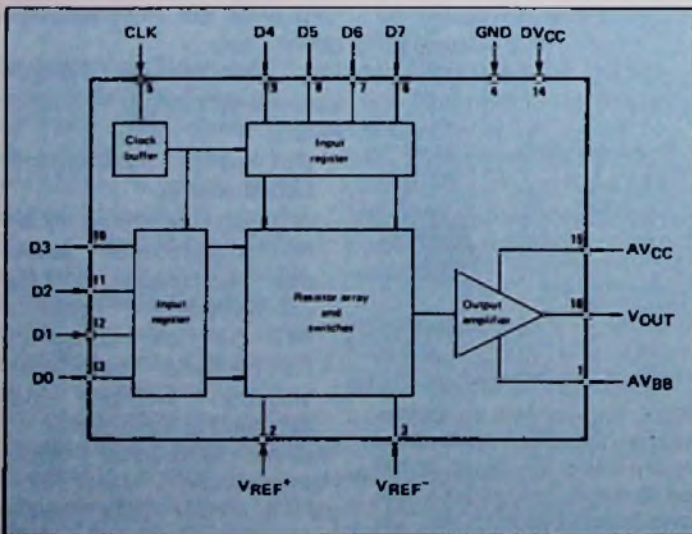 CLK D4 D5 D6 D7 GND DVCC
5 9 8 7 6 4 14
Clock
buffer
Input
register
D3 10
D2 11
D1 12
D0 13
Input
register
Resistor array
and
switches
Output
amplifier
15 AVCC
16 VOUT
1 AVBB
2 3
VREF+ VREF-